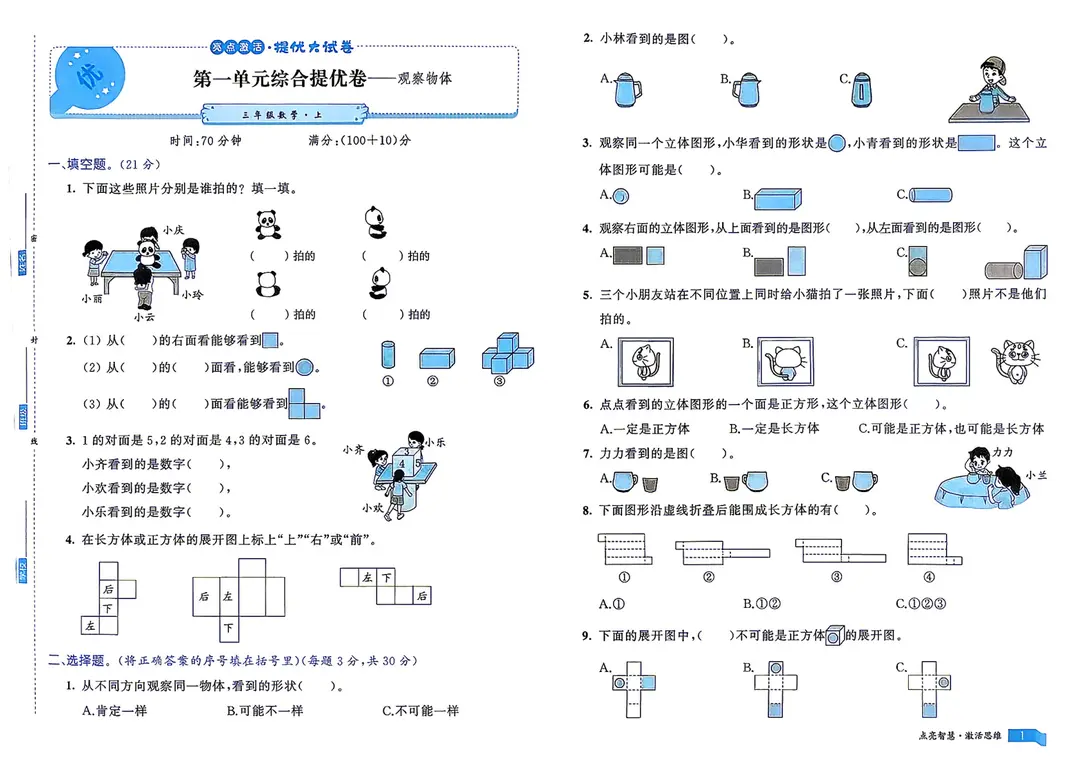 亮点激活·提优大试卷
优
第一单元综合提优卷——观察物体
三年级数学·上
时间:70分钟 满分:(100+10)分
一、填空题。(21分)
1. 下面这些照片分别是谁拍的？填一填。
小庆
小丽
小玲
小云
( )拍的 ( )拍的
( )拍的 ( )拍的
2. (1) 从( )的右面看能够看到 。
(2) 从( )的( )面看,能够看到 。
(3) 从( )的( )面看能够看到 。
① ② ③
3. 1的对面是5,2的对面是4,3的对面是6。
小齐看到的是数字( ),
小欢看到的是数字( ),
小乐看到的是数字( )。
小齐
小乐
3
4
5
小欢
4. 在长方体或正方体的展开图上标上“上”“右”或“前”。
后
下
左
后 左
下
左 下
后
二、选择题。(将正确答案的序号填在括号里)(每题3分,共30分)
1. 从不同方向观察同一物体,看到的形状( )。
A.肯定一样 B.可能不一样 C.不可能一样
2. 小林看到的是图( )。
A. B. C.
3. 观察同一个立体图形,小华看到的形状是 ,小青看到的形状是 。这个立
体图形可能是( )。
A. B. C.
4. 观察右面的立体图形,从上面看到的是图形( ),从左面看到的是图形( )。
A. B. C.
5. 三个小朋友站在不同位置上同时给小猫拍了一张照片,下面( )照片不是他们
拍的。
A. B. C.
6. 点点看到的立体图形的一个面是正方形,这个立体图形( )。
A.一定是正方体 B.一定是长方体 C.可能是正方体,也可能是长方体
7. 力力看到的是图( )。
力力
小兰
A. B. C.
8. 下面图形沿虚线折叠后能围成长方体的有( )。
① ② ③ ④
A.① B.①② C.①②③
9. 下面的展开图中,( )不可能是正方体 的展开图。
A. B. C.
点亮智慧·激活思维 1
密
封
线
姓名
班级
学校